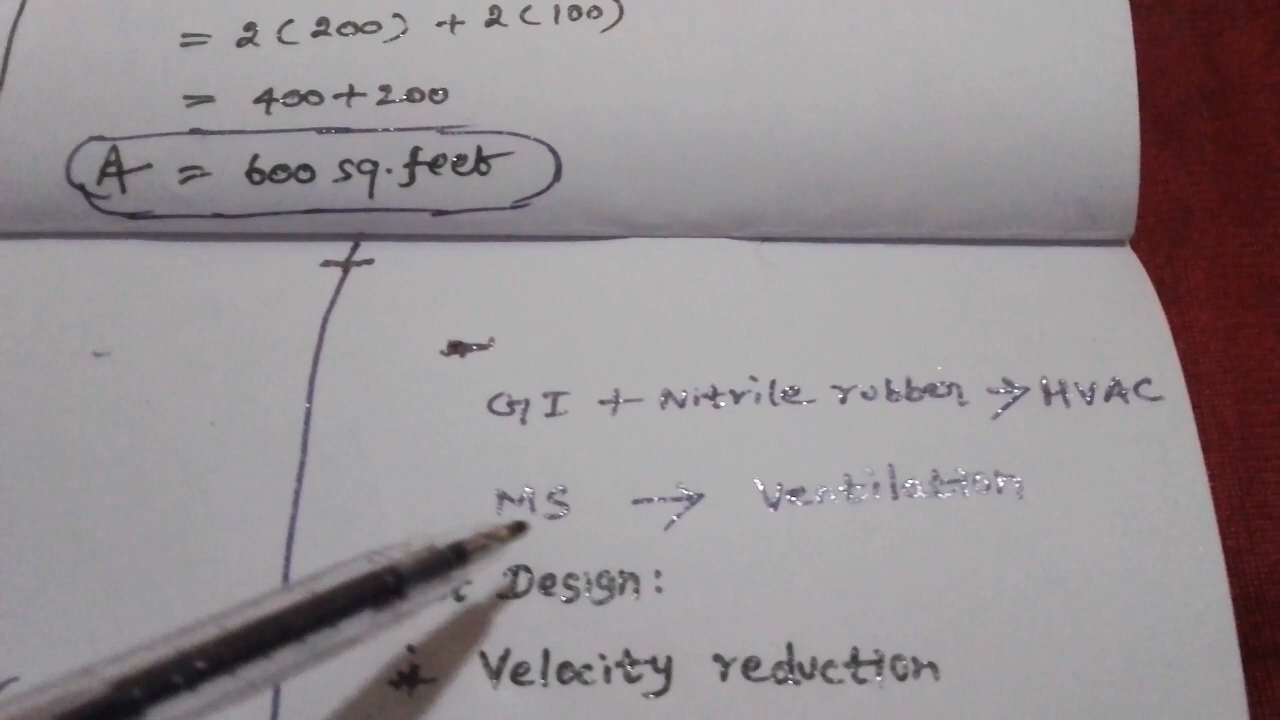 = 2(200) + 2(100)
= 400+200
A = 600 sq.feet
GI + Nitrile rubber → HVAC
MS → Ventilation
Design:
* Velocity reduction